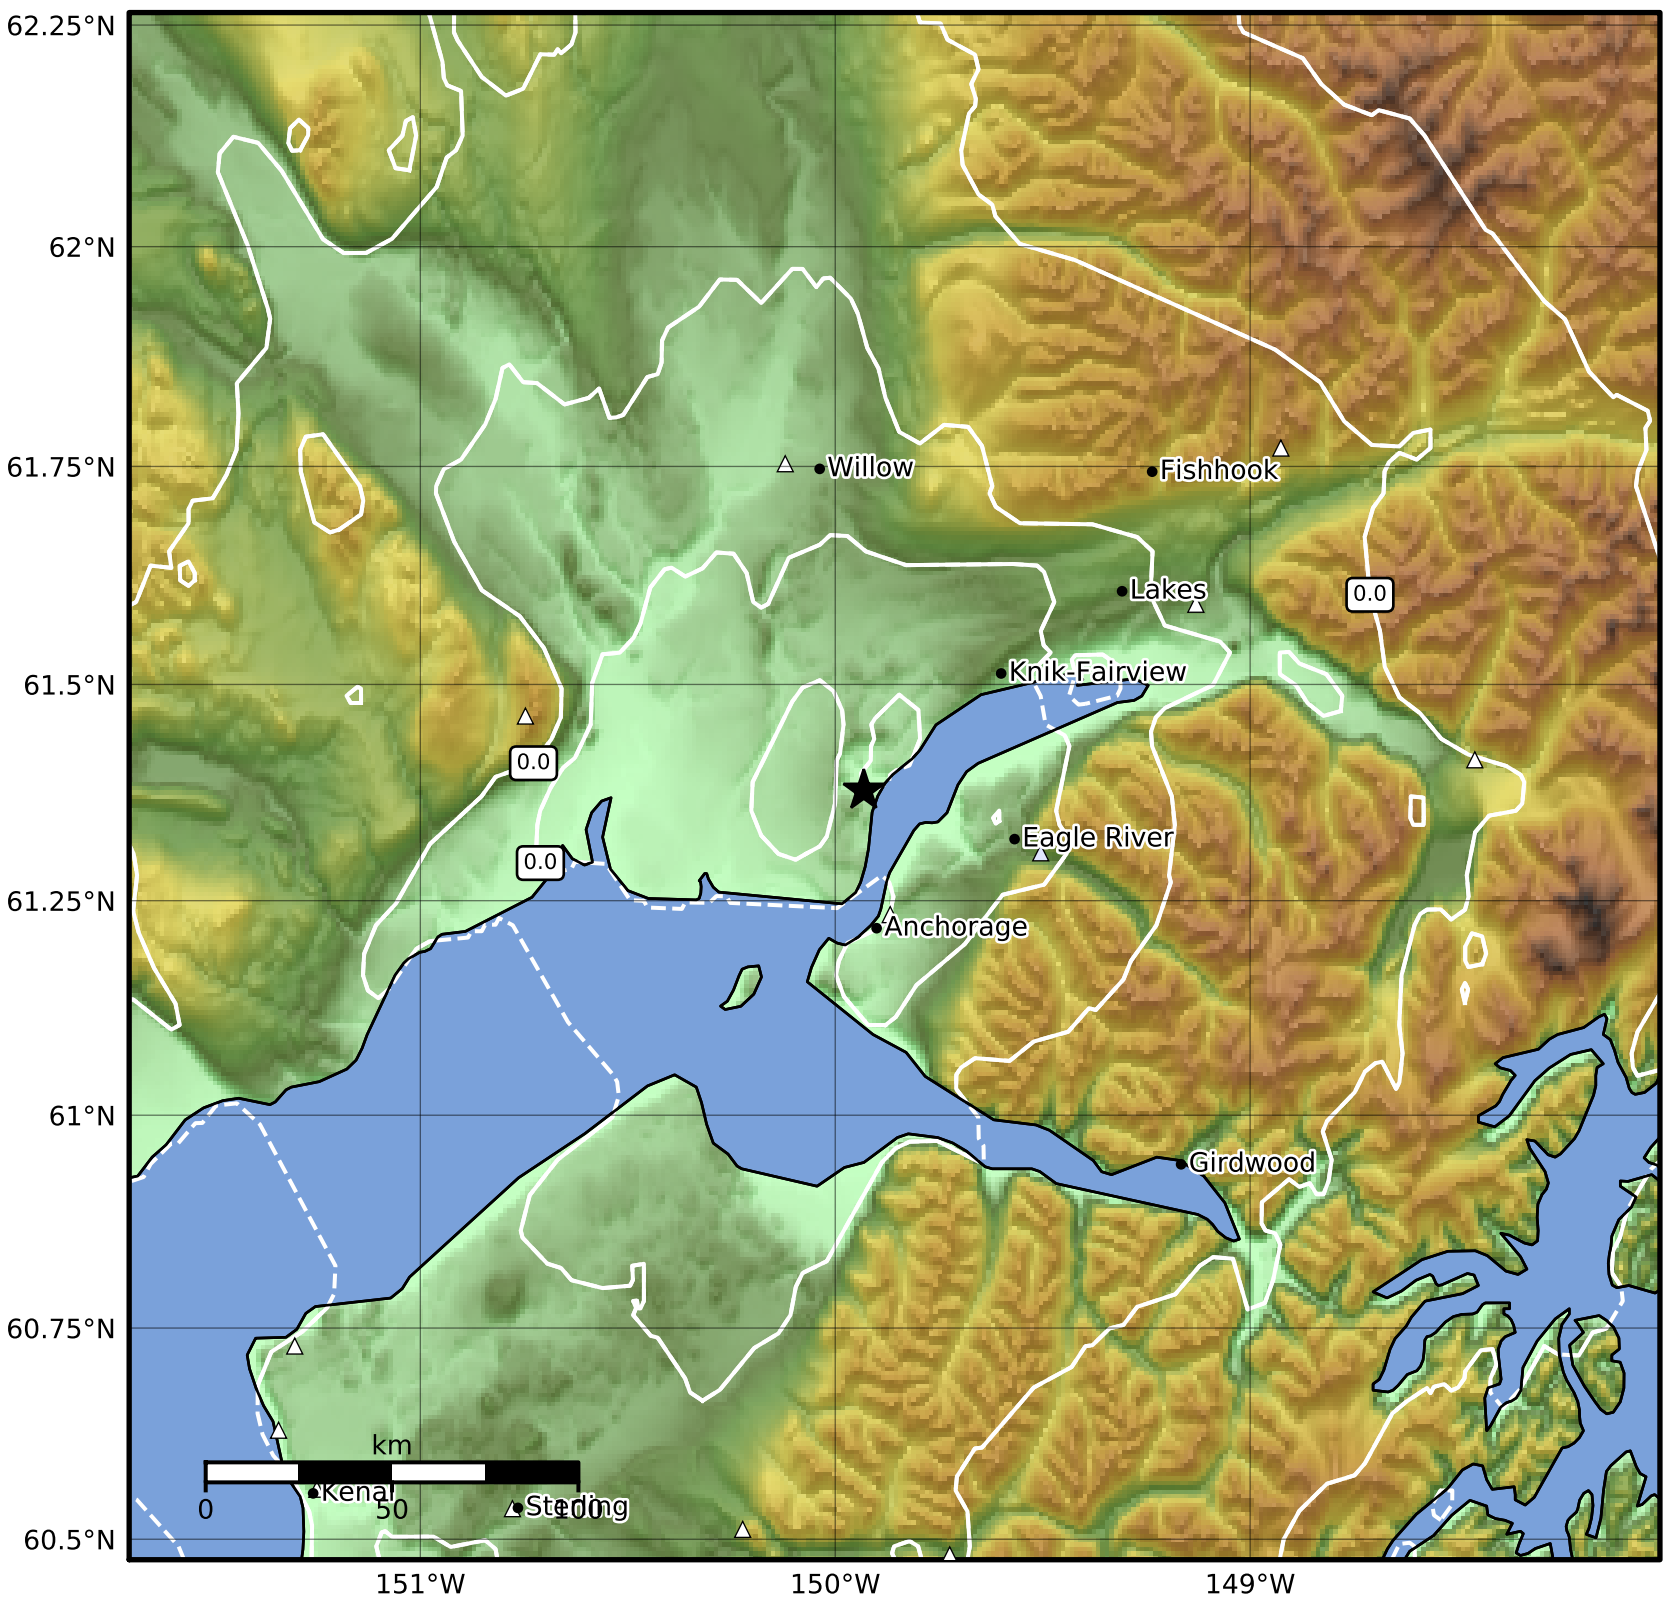 62.25°N
62°N
61.75°N
Willow
Fishhook
Lakes
0.0
Knik-Fairview
61.5°N
0.0
Eagle River
0.0
61.25°N
Anchorage
61°N
Girdwood
60.75°N
km
Kenai
Sterling
0 50 100
60.5°N
151°W 150°W 149°W